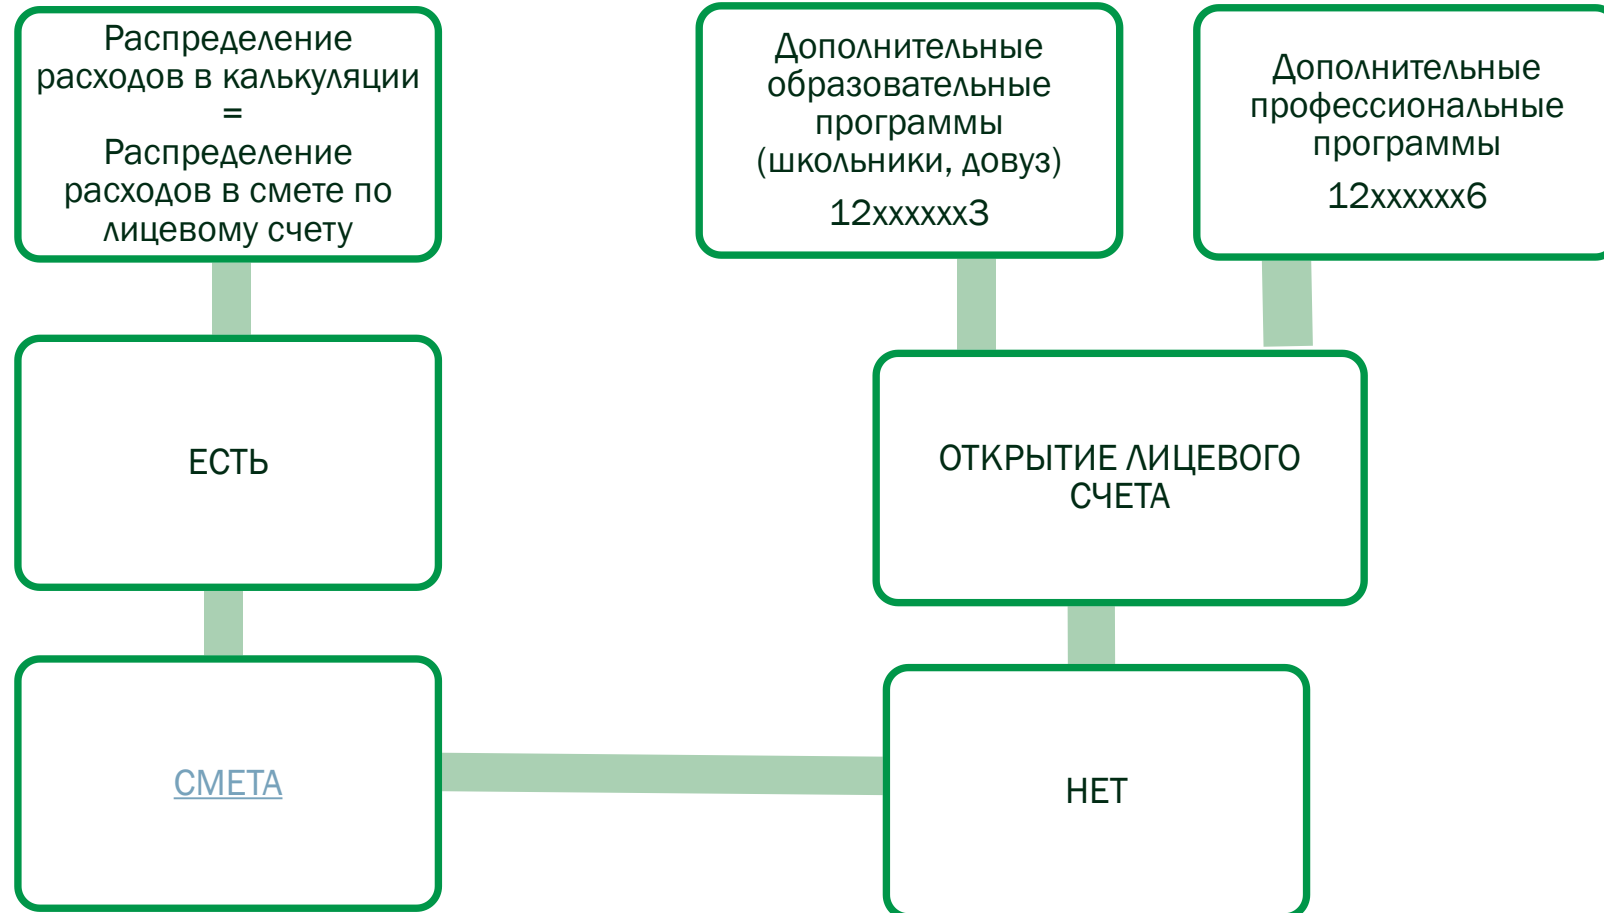 Распределение
расходов в калькуляции
=
Распределение
расходов в смете по
лицевому счету
Дополнительные
образовательные
программы
(школьники, довуз)
12xxxxxx3
Дополнительные
профессиональные
программы
12xxxxxx6
ЕСТЬ
ОТКРЫТИЕ ЛИЦЕВОГО
СЧЕТА
СМЕТА
НЕТ